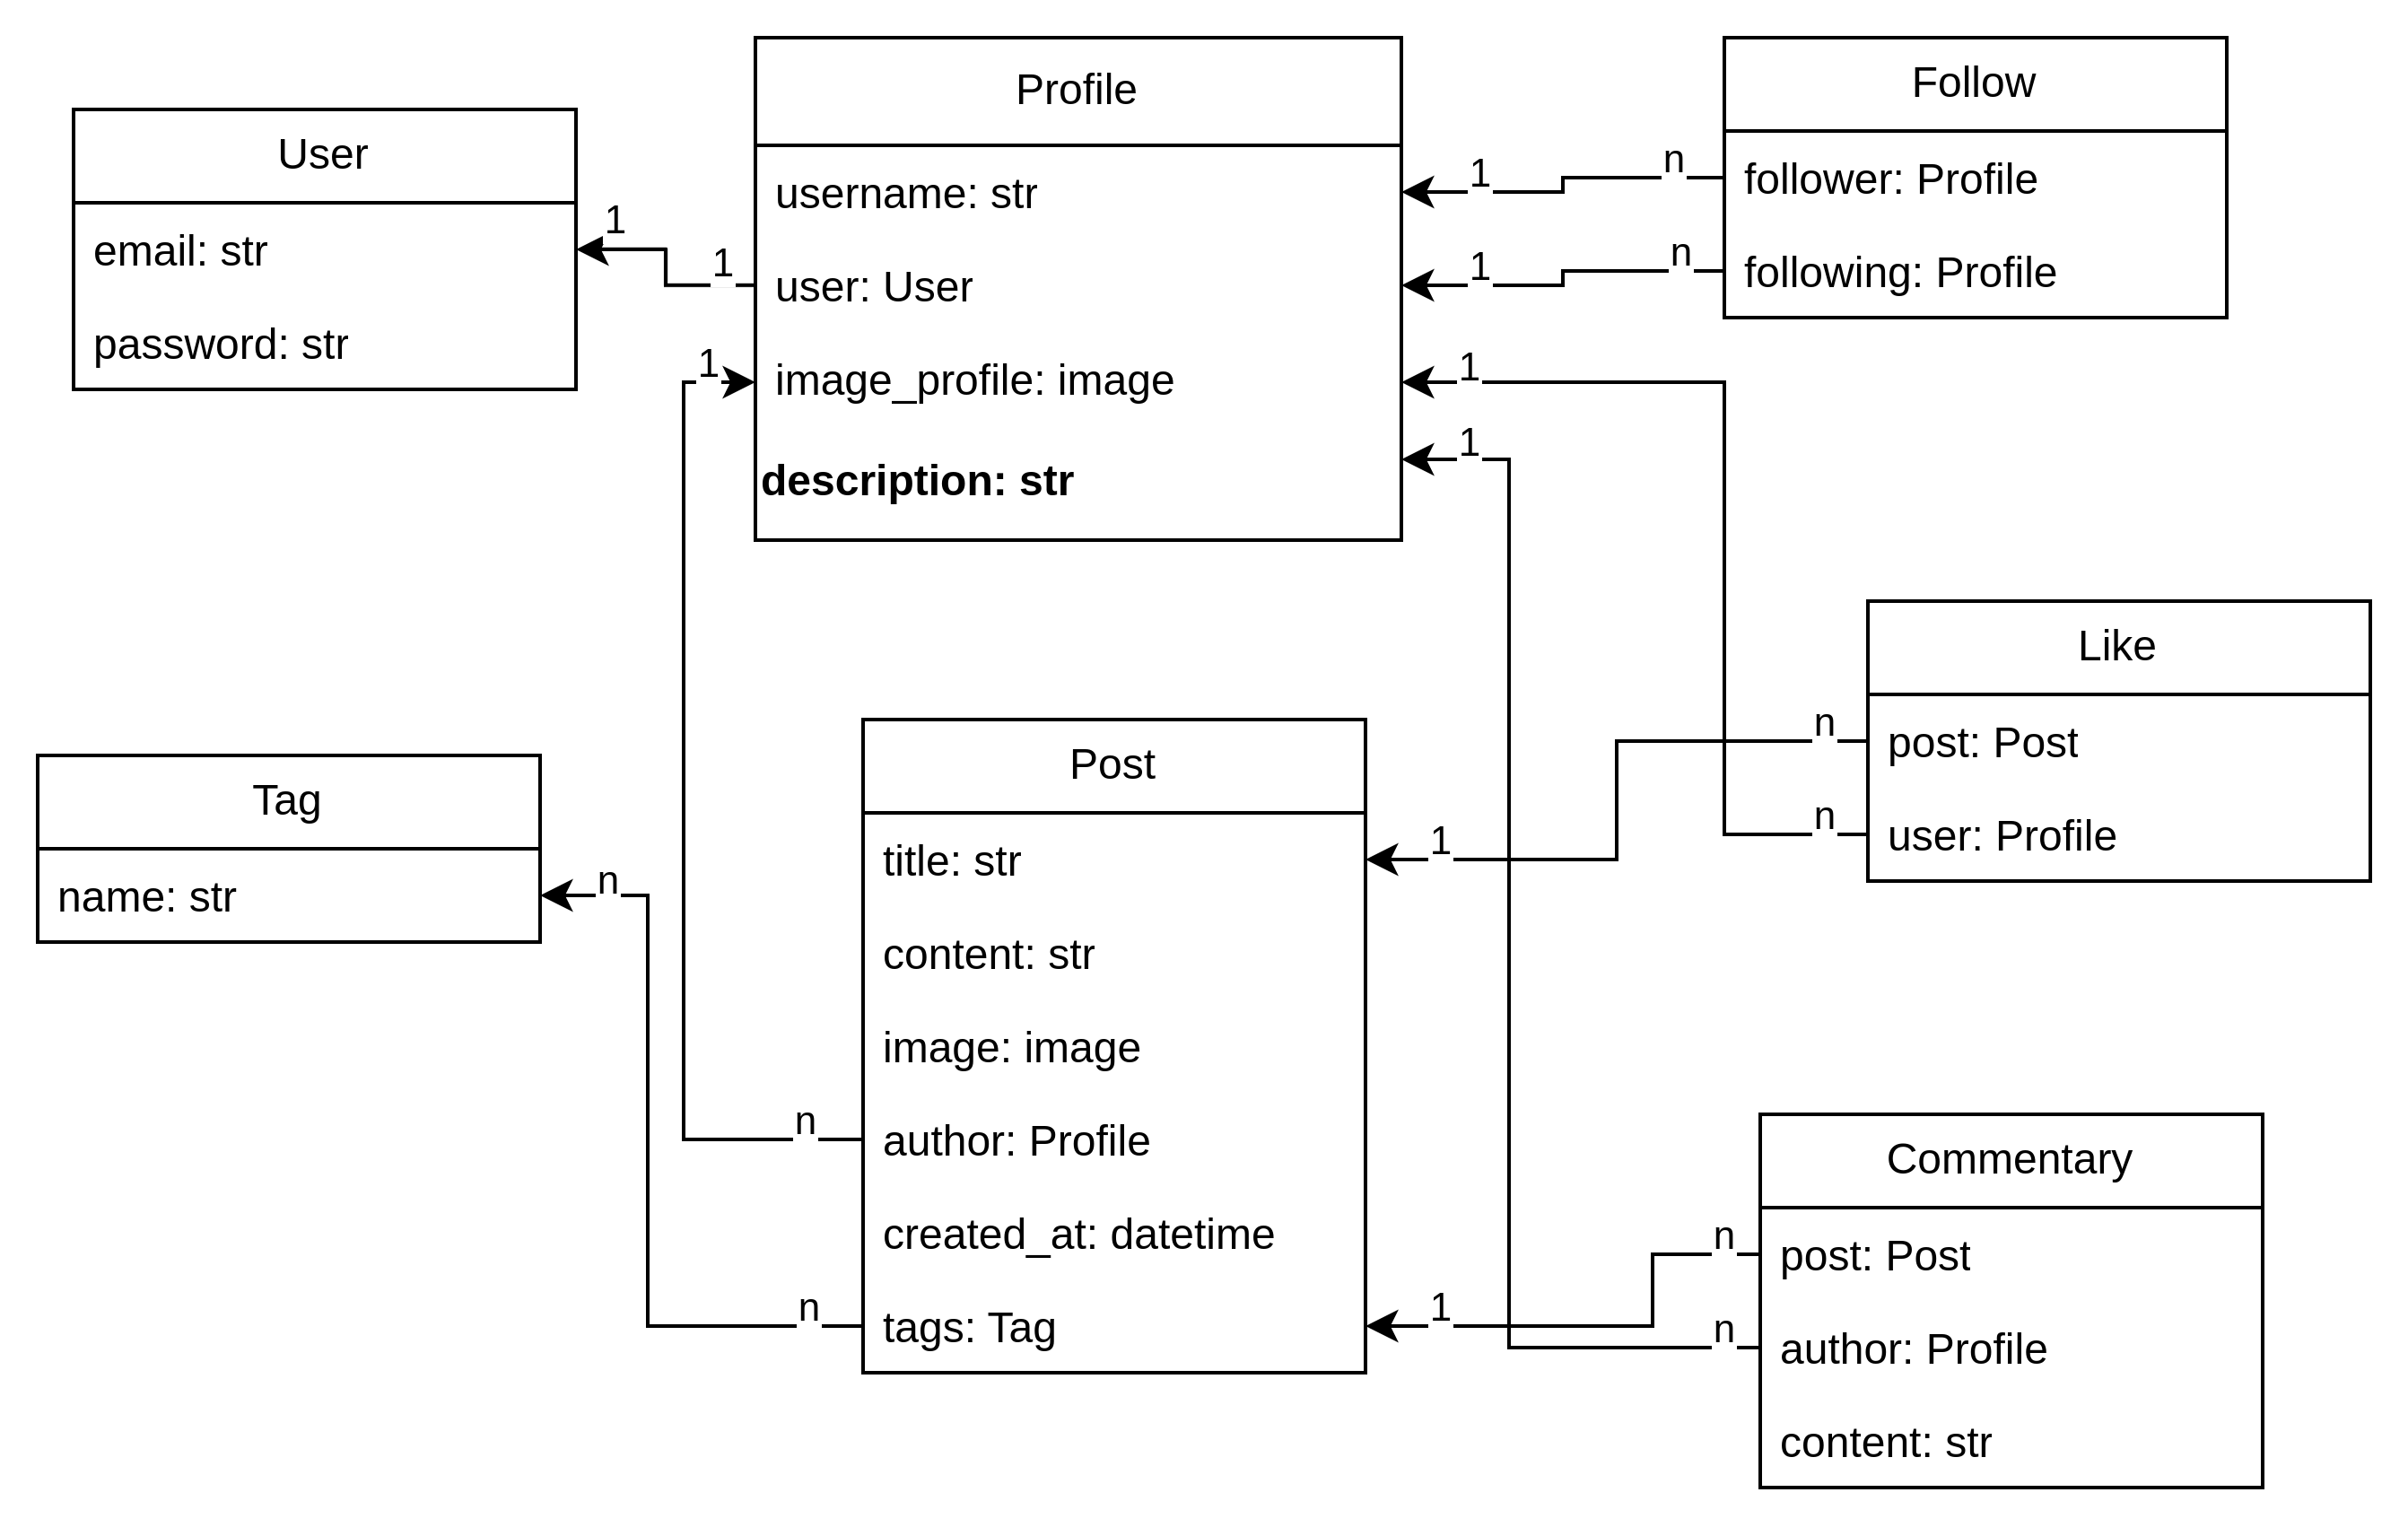 User
email: str
password: str
1
1
1
Profile
username: str
user: User
image_profile: image
description: str
1
n
1
n
1
1
Follow
follower: Profile
following: Profile
Like
post: Post
user: Profile
n
n
1
Tag
name: str
n
Post
title: str
content: str
image: image
author: Profile
created_at: datetime
tags: Tag
n
n
1
n
n
Commentary
post: Post
author: Profile
content: str